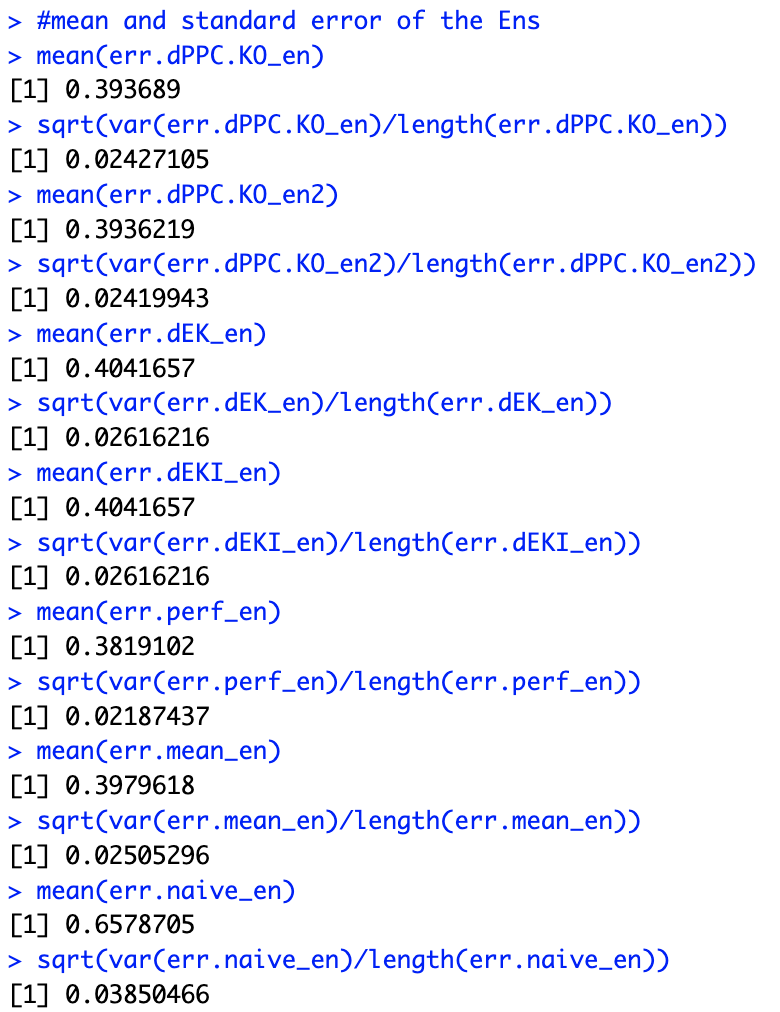 > #mean and standard error of the Ens
> mean(err.dPPC.KO_en)
[1] 0.393689
> sqrt(var(err.dPPC.KO_en)/length(err.dPPC.KO_en))
[1] 0.02427105
> mean(err.dPPC.KO_en2)
[1] 0.3936219
> sqrt(var(err.dPPC.KO_en2)/length(err.dPPC.KO_en2))
[1] 0.02419943
> mean(err.dEK_en)
[1] 0.4041657
> sqrt(var(err.dEK_en)/length(err.dEK_en))
[1] 0.02616216
> mean(err.dEKI_en)
[1] 0.4041657
> sqrt(var(err.dEKI_en)/length(err.dEKI_en))
[1] 0.02616216
> mean(err.perf_en)
[1] 0.3819102
> sqrt(var(err.perf_en)/length(err.perf_en))
[1] 0.02187437
> mean(err.mean_en)
[1] 0.3979618
> sqrt(var(err.mean_en)/length(err.mean_en))
[1] 0.02505296
> mean(err.naive_en)
[1] 0.6578705
> sqrt(var(err.naive_en)/length(err.naive_en))
[1] 0.03850466